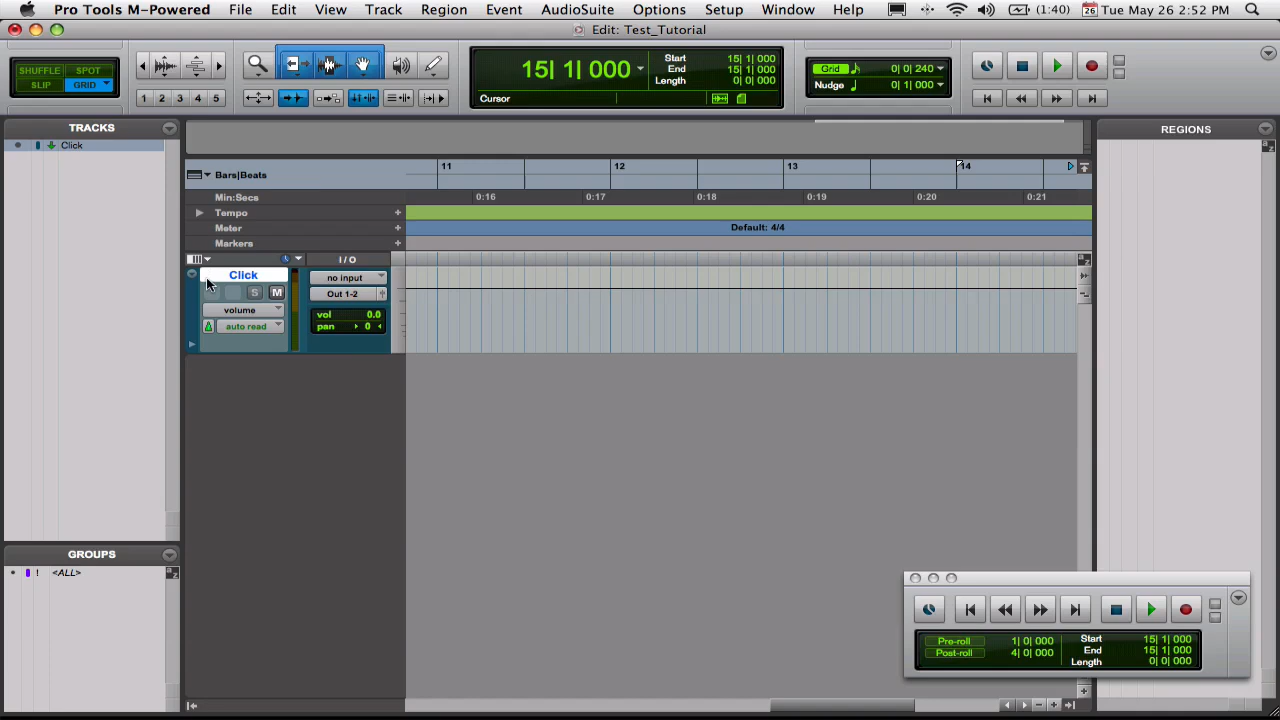 Pro Tools M-Powered File Edit View Track Region Event AudioSuite Options Setup Window Help (1:40) 26 Tue May 26 2:52 PM
Edit: Test_Tutorial
SHUFFLE SPOT
SLIP GRID
1 2 3 4 5
15| 1| 000
Start 15| 1| 000
End 15| 1| 000
Length 0| 0| 000
Cursor
Grid 0| 0| 240
Nudge 0| 1| 000
TRACKS
Click
REGIONS
Bars|Beats 11 12 13 14
Min:Secs 0:16 0:17 0:18 0:19 0:20 0:21
Tempo
Meter Default: 4/4
Markers
I / O
Click
no input
S M
Out 1-2
volume
vol 0.0
auto read
pan 0
GROUPS
! <ALL>
Pre-roll 1| 0| 000
Post-roll 4| 0| 000
Start 15| 1| 000
End 15| 1| 000
Length 0| 0| 000